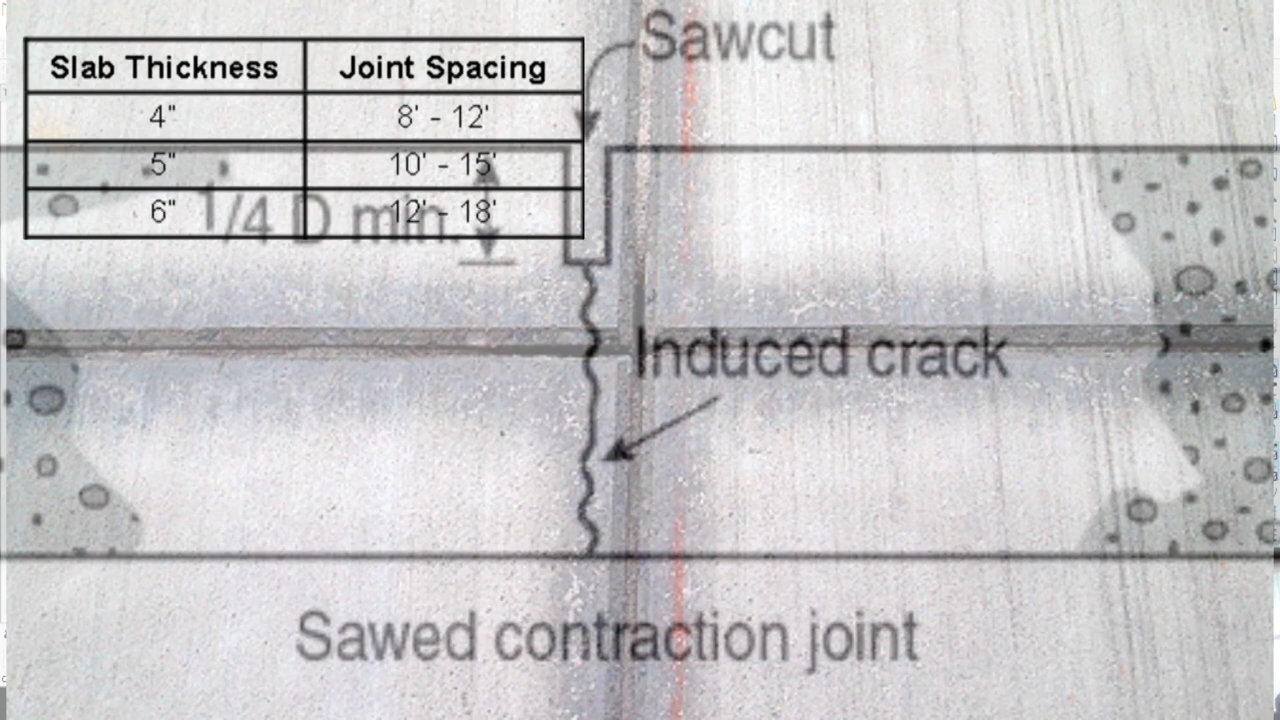 Sawcut
Slab Thickness Joint Spacing
4" 8' - 12'
5" 10' - 15'
6" 12' - 18'
1/4 D min.
Induced crack
Sawed contraction joint